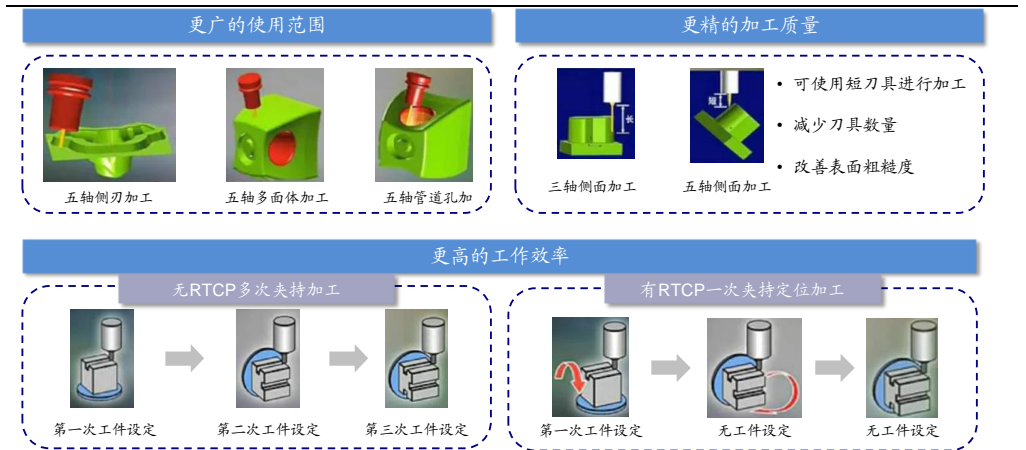 更广的使用范围
更精的加工质量
长
短
• 可使用短刀具进行加工
• 减少刀具数量
• 改善表面粗糙度
五轴侧刃加工
五轴多面体加工
五轴管道孔加
三轴侧面加工
五轴侧面加工
更高的工作效率
无RTCP多次夹持加工
有RTCP一次夹持定位加工
第一次工件设定
第二次工件设定
第三次工件设定
第一次工件设定
无工件设定
无工件设定